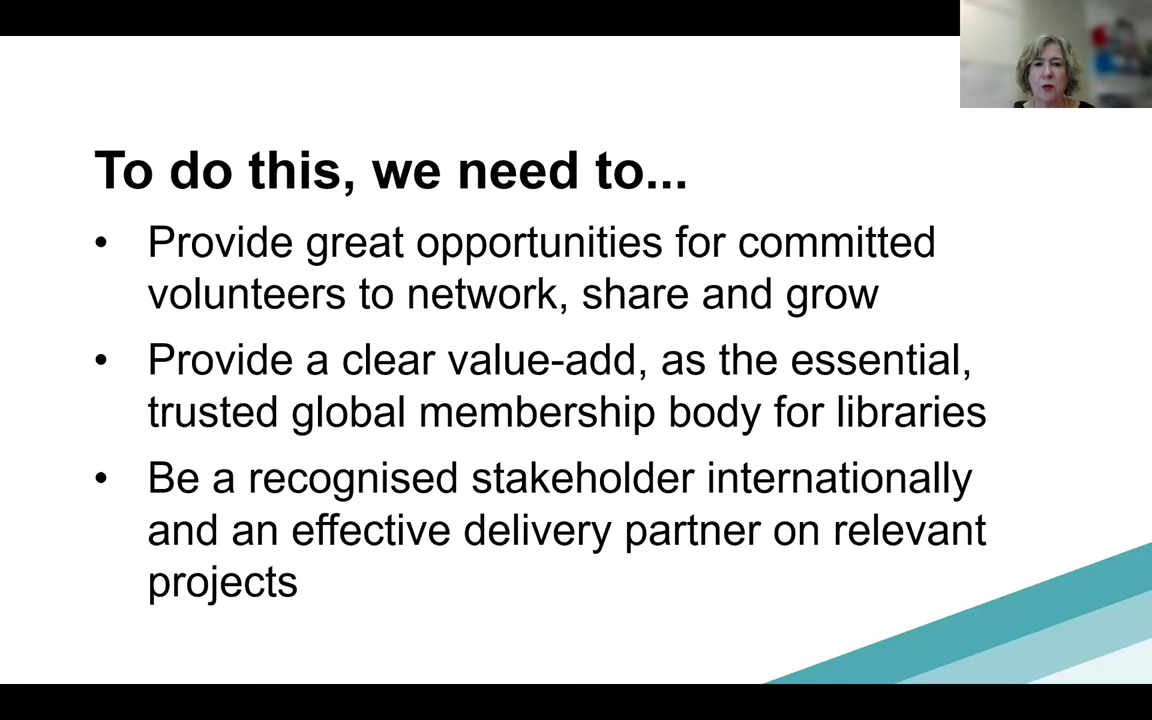 To do this, we need to...
• Provide great opportunities for committed
volunteers to network, share and grow
• Provide a clear value-add, as the essential,
trusted global membership body for libraries
• Be a recognised stakeholder internationally
and an effective delivery partner on relevant
projects